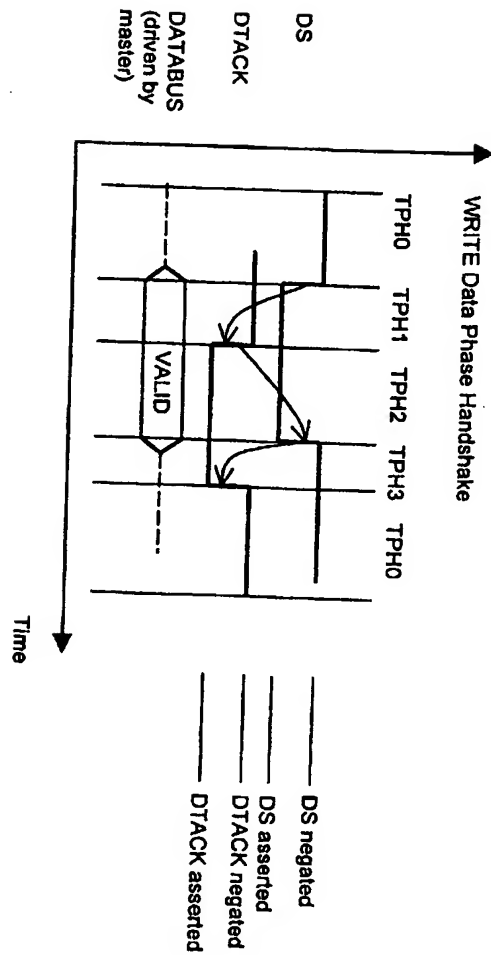 WRITE Data Phase Handshake
TPH0
TPH1
TPH2
TPH3
TPH0
DS
DTACK
DATABUS
(driven by
master)
VALID
Time
DS negated
DS asserted
DTACK negated
DTACK asserted